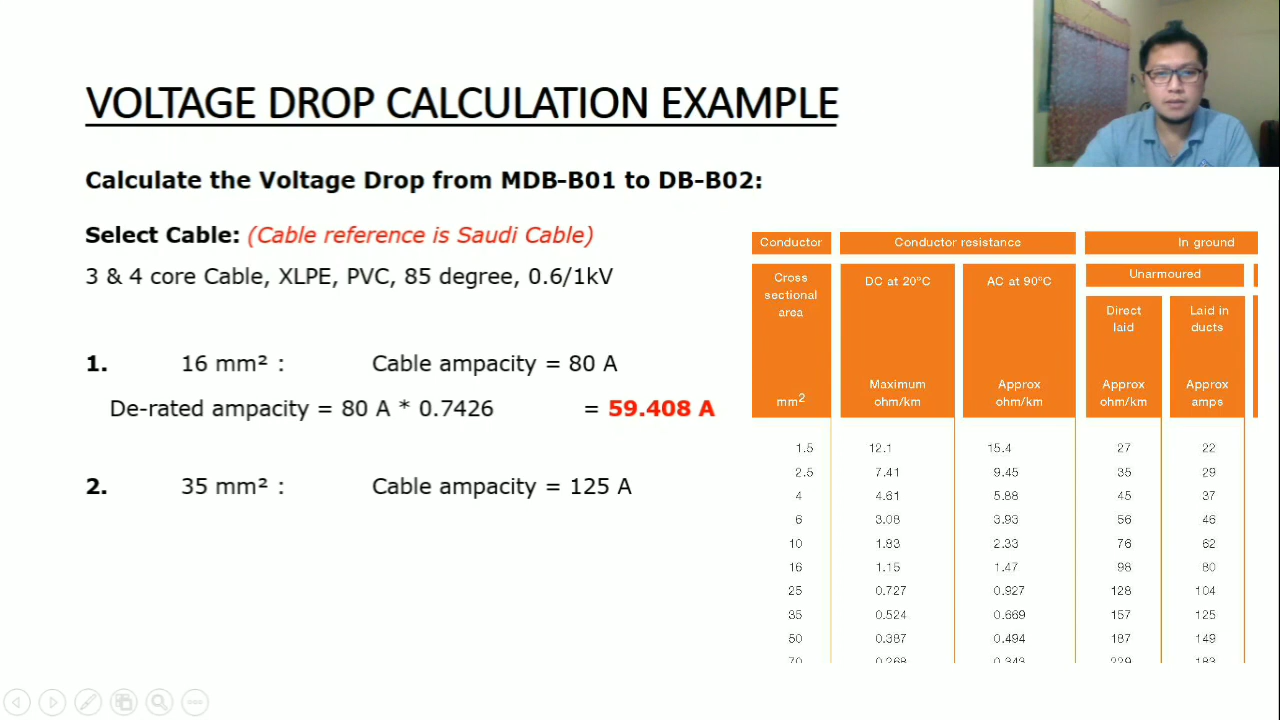 VOLTAGE DROP CALCULATION EXAMPLE
Calculate the Voltage Drop from MDB-B01 to DB-B02:
Select Cable: (Cable reference is Saudi Cable)
3 & 4 core Cable, XLPE, PVC, 85 degree, 0.6/1kV
1. 16 mm² : Cable ampacity = 80 A
De-rated ampacity = 80 A * 0.7426 = 59.408 A
2. 35 mm² : Cable ampacity = 125 A
Conductor Conductor resistance In ground
Cross sectional area DC at 20°C AC at 90°C Unarmoured
Direct laid Laid in ducts
mm2 Maximum ohm/km Approx ohm/km Approx ohm/km Approx amps
1.5 12.1 15.4 27 22
2.5 7.41 9.45 35 29
4 4.61 5.88 45 37
6 3.08 3.93 56 46
10 1.83 2.33 76 62
16 1.15 1.47 98 80
25 0.727 0.927 128 104
35 0.524 0.669 157 125
50 0.387 0.494 187 149
70 0.268 0.343 229 183